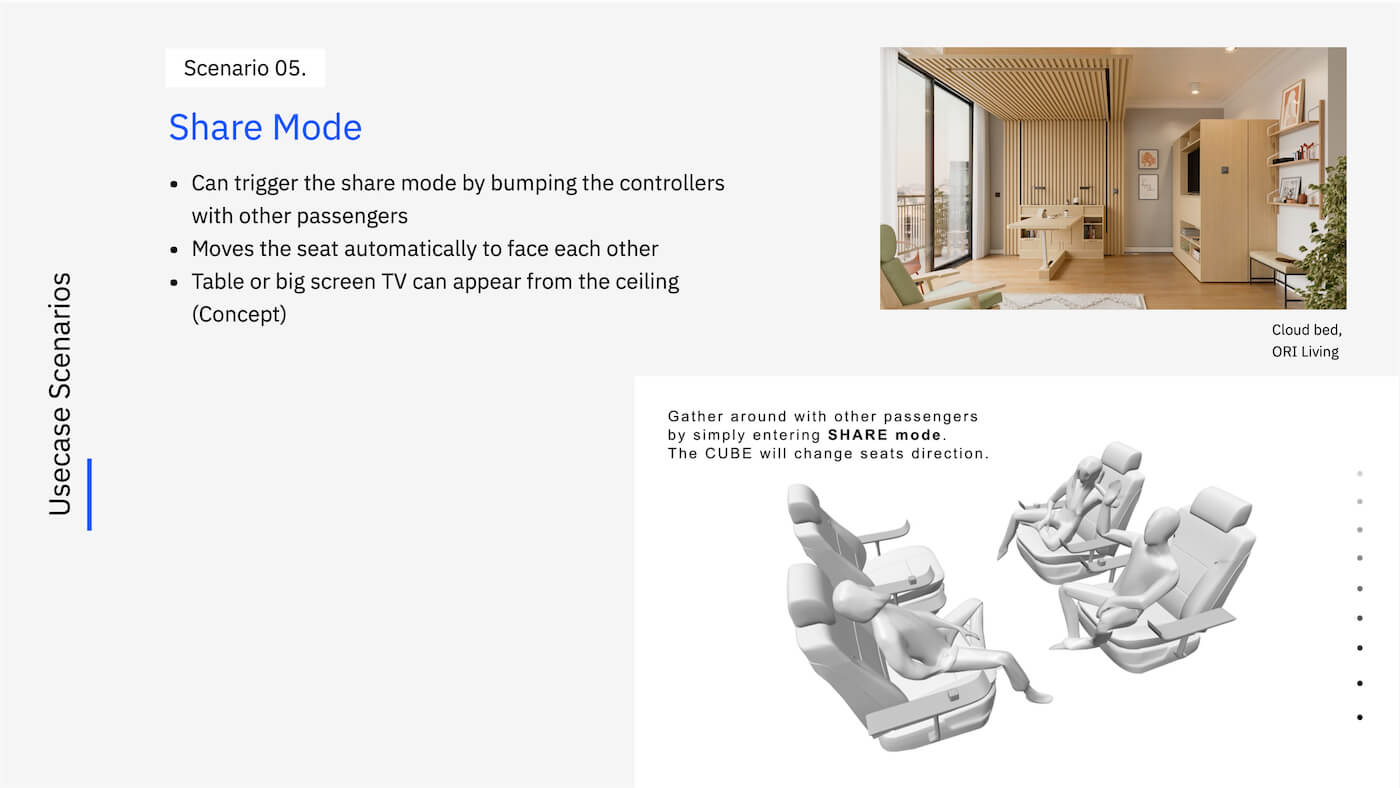 Scenario 05.
Share Mode
• Can trigger the share mode by bumping the controllers
with other passengers
• Moves the seat automatically to face each other
• Table or big screen TV can appear from the ceiling
(Concept)
Usecase Scenarios
Cloud bed,
ORI Living
Gather around with other passengers
by simply entering SHARE mode.
The CUBE will change seats direction.